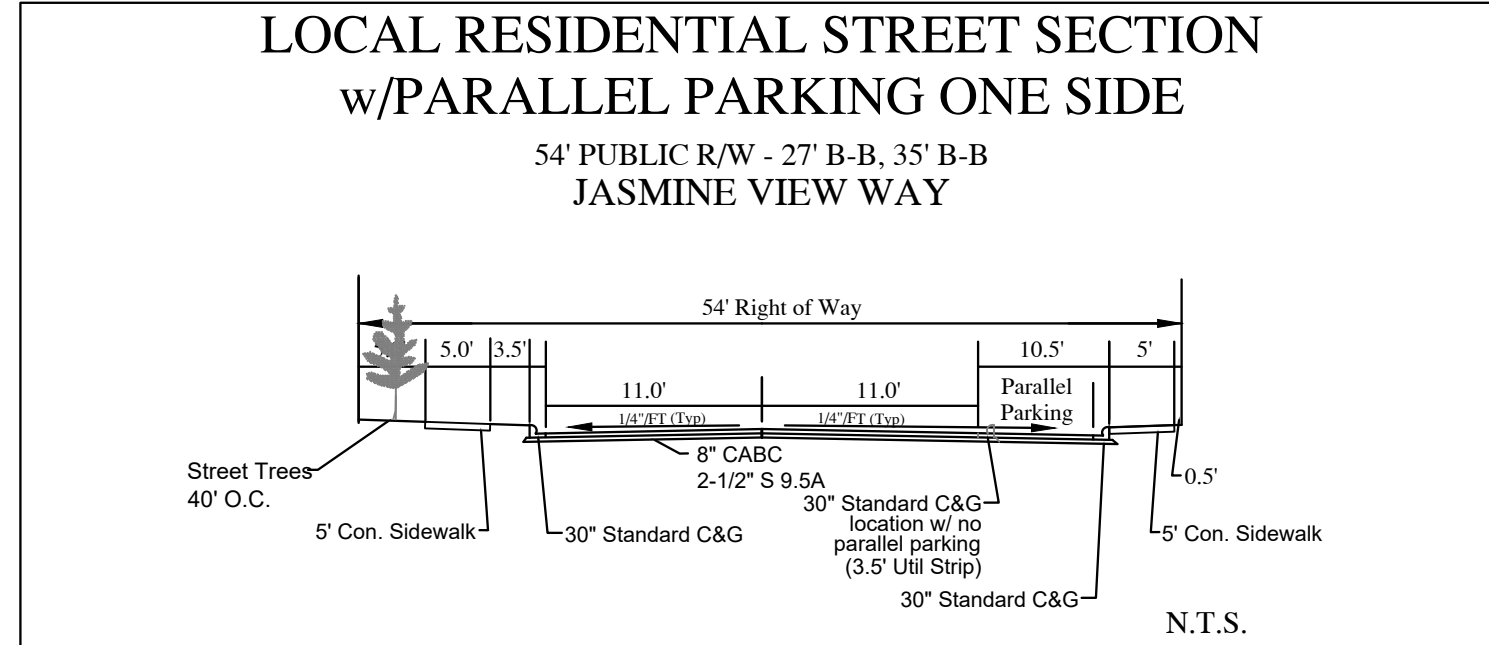 LOCAL RESIDENTIAL STREET SECTION
w/PARALLEL PARKING ONE SIDE
54' PUBLIC R/W - 27' B-B, 35' B-B
JASMINE VIEW WAY
54' Right of Way
5.0'
3.5'
10.5'
5'
11.0'
11.0'
Parallel
Parking
1/4"/FT (Typ)
1/4"/FT (Typ)
8" CABC
2-1/2" S 9.5A
Street Trees
40' O.C.
5' Con. Sidewalk
30" Standard C&G
30" Standard C&G
location w/ no
parallel parking
(3.5' Util Strip)
30" Standard C&G
0.5'
5' Con. Sidewalk
N.T.S.